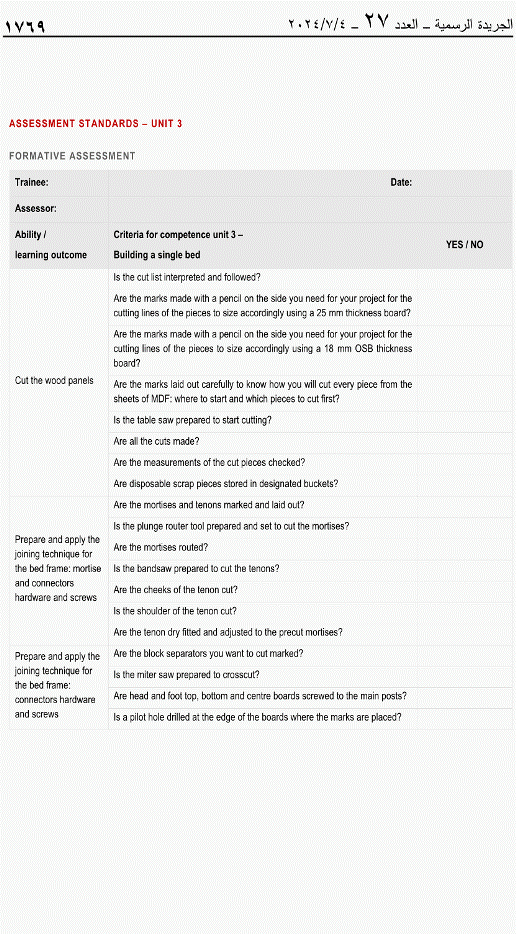 الجريدة الرسمية – العدد ٢٧ – ٢٠٢٤/٧/٤
١٧٦٩
ASSESSMENT STANDARDS – UNIT 3
FORMATIVE ASSESSMENT
Trainee:
Date:
Assessor:
Ability /
learning outcome
Criteria for competence unit 3 –
Building a single bed
YES / NO
Cut the wood panels
Is the cut list interpreted and followed?
Are the marks made with a pencil on the side you need for your project for the
cutting lines of the pieces to size accordingly using a 25 mm thickness board?
Are the marks made with a pencil on the side you need for your project for the
cutting lines of the pieces to size accordingly using a 18 mm OSB thickness
board?
Are the marks laid out carefully to know how you will cut every piece from the
sheets of MDF: where to start and which pieces to cut first?
Is the table saw prepared to start cutting?
Are all the cuts made?
Are the measurements of the cut pieces checked?
Are disposable scrap pieces stored in designated buckets?
Prepare and apply the
joining technique for
the bed frame: mortise
and connectors
hardware and screws
Are the mortises and tenons marked and laid out?
Is the plunge router tool prepared and set to cut the mortises?
Are the mortises routed?
Is the bandsaw prepared to cut the tenons?
Are the cheeks of the tenon cut?
Is the shoulder of the tenon cut?
Are the tenon dry fitted and adjusted to the precut mortises?
Prepare and apply the
joining technique for
the bed frame:
connectors hardware
and screws
Are the block separators you want to cut marked?
Is the miter saw prepared to crosscut?
Are head and foot top, bottom and centre boards screwed to the main posts?
Is a pilot hole drilled at the edge of the boards where the marks are placed?